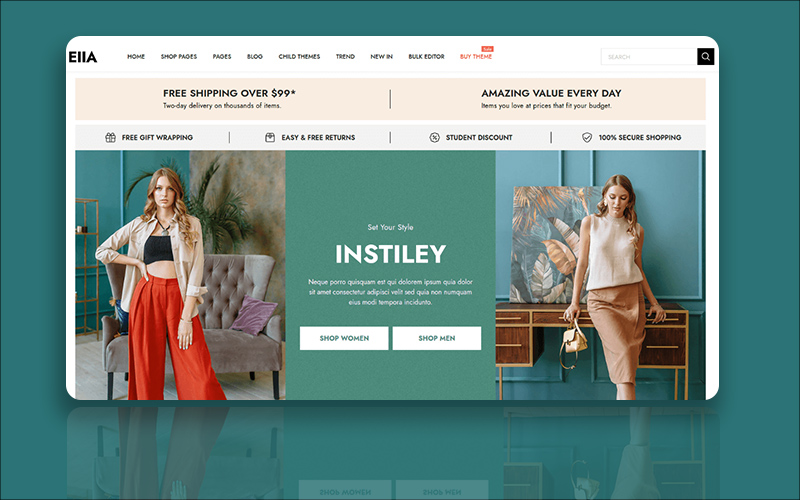 EllA
HOME SHOP PAGES PAGES BLOG CHILD THEMES TREND NEW IN BULK EDITOR BUY THEME Sale SEARCH
FREE SHIPPING OVER $99*
Two-day delivery on thousands of items.
AMAZING VALUE EVERY DAY
Items you love at prices that fit your budget.
FREE GIFT WRAPPING EASY & FREE RETURNS STUDENT DISCOUNT 100% SECURE SHOPPING
Set Your Style
INSTILEY
Neque porro quisquam est qui dolorem ipsum quia dolor
sit amet consectetur adipisci velit sed quia non numquam
eius modi tempora incidunto.
SHOP WOMEN SHOP MEN
SHOP WOMEN SHOP MEN